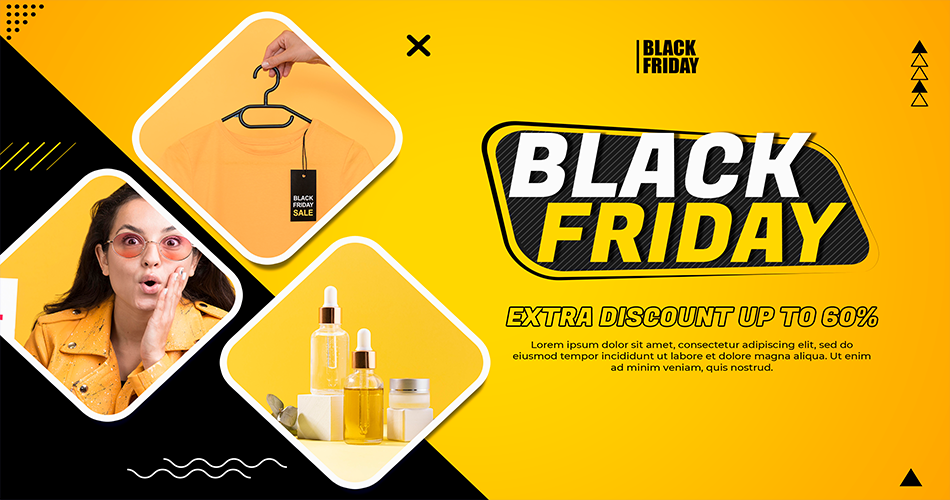 BLACK
FRIDAY
BLACK
FRIDAY
SALE
BLACK
FRIDAY
EXTRA DISCOUNT UP TO 60%
Lorem ipsum dolor sit amet, consectetur adipiscing elit, sed do
eiusmod tempor incididunt ut labore et dolore magna aliqua. Ut enim
ad minim veniam, quis nostrud.